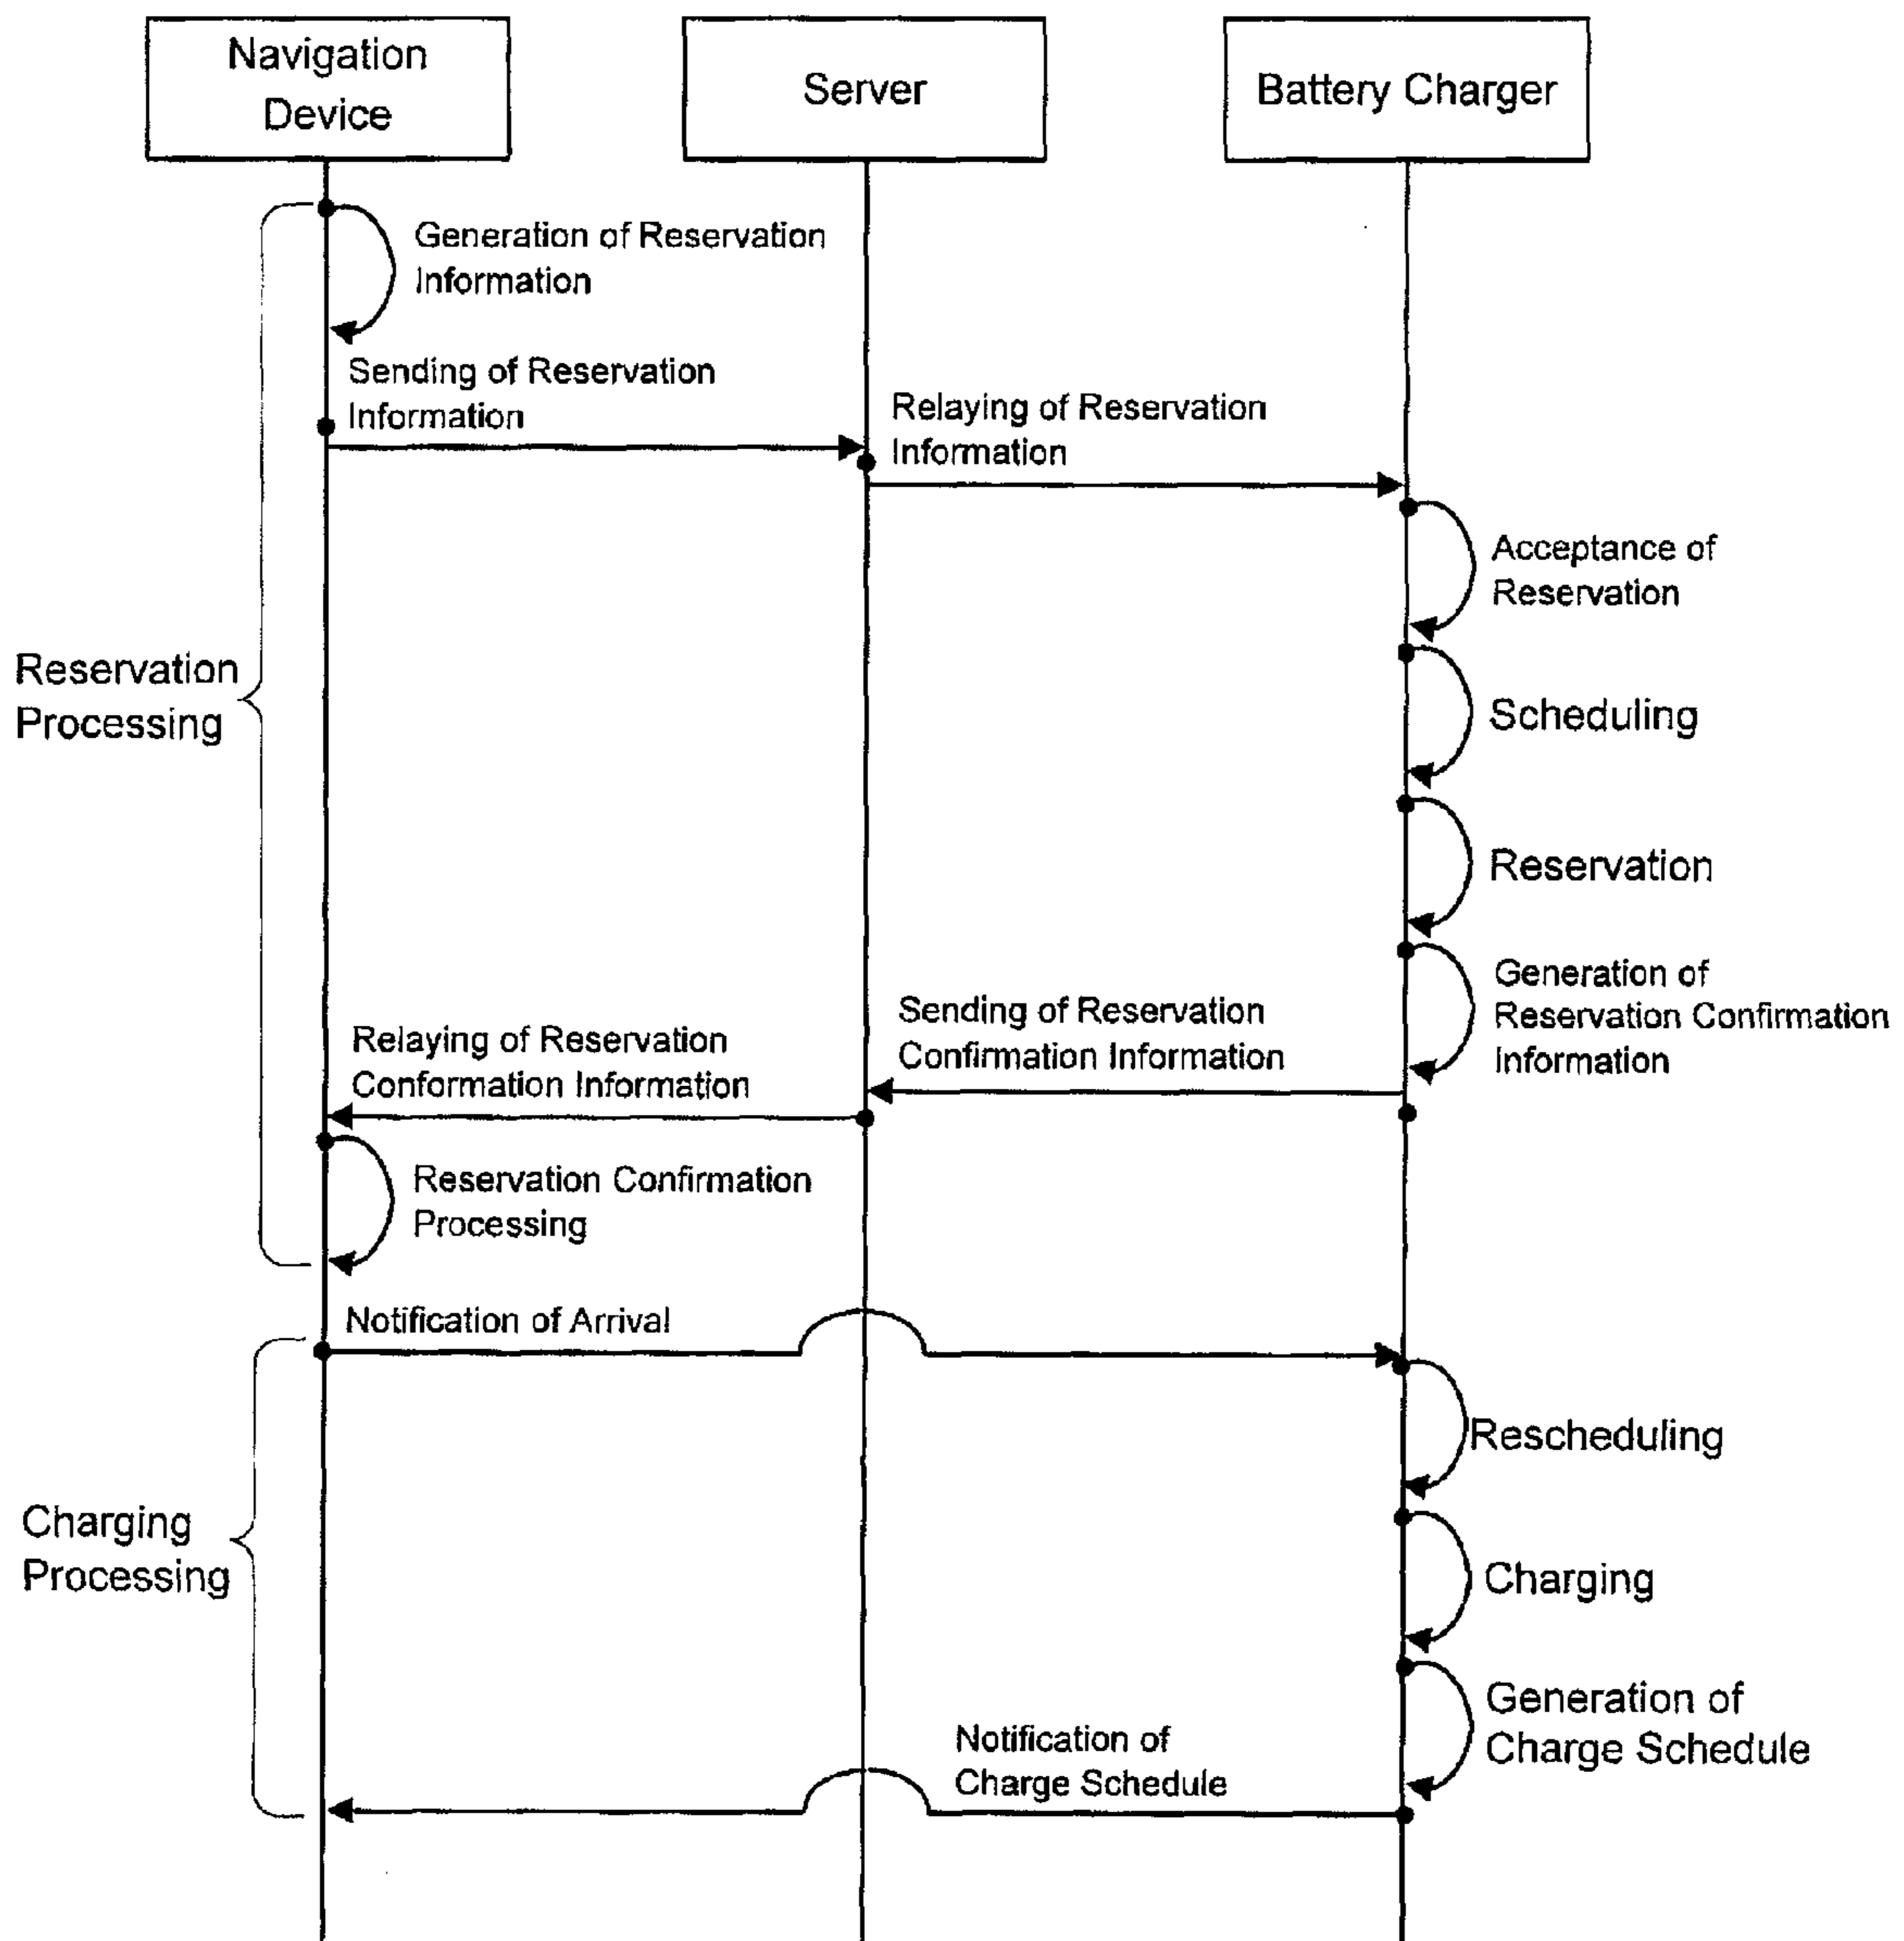 Navigation
Device
Server
Battery Charger
Generation of Reservation
Information
Sending of Reservation
Information
Relaying of Reservation
Information
Acceptance of
Reservation
Reservation
Processing
Scheduling
Reservation
Generation of
Reservation Confirmation
Information
Sending of Reservation
Confirmation Information
Relaying of Reservation
Conformation Information
Reservation Confirmation
Processing
Notification of Arrival
Rescheduling
Charging
Processing
Charging
Generation of
Charge Schedule
Notification of
Charge Schedule